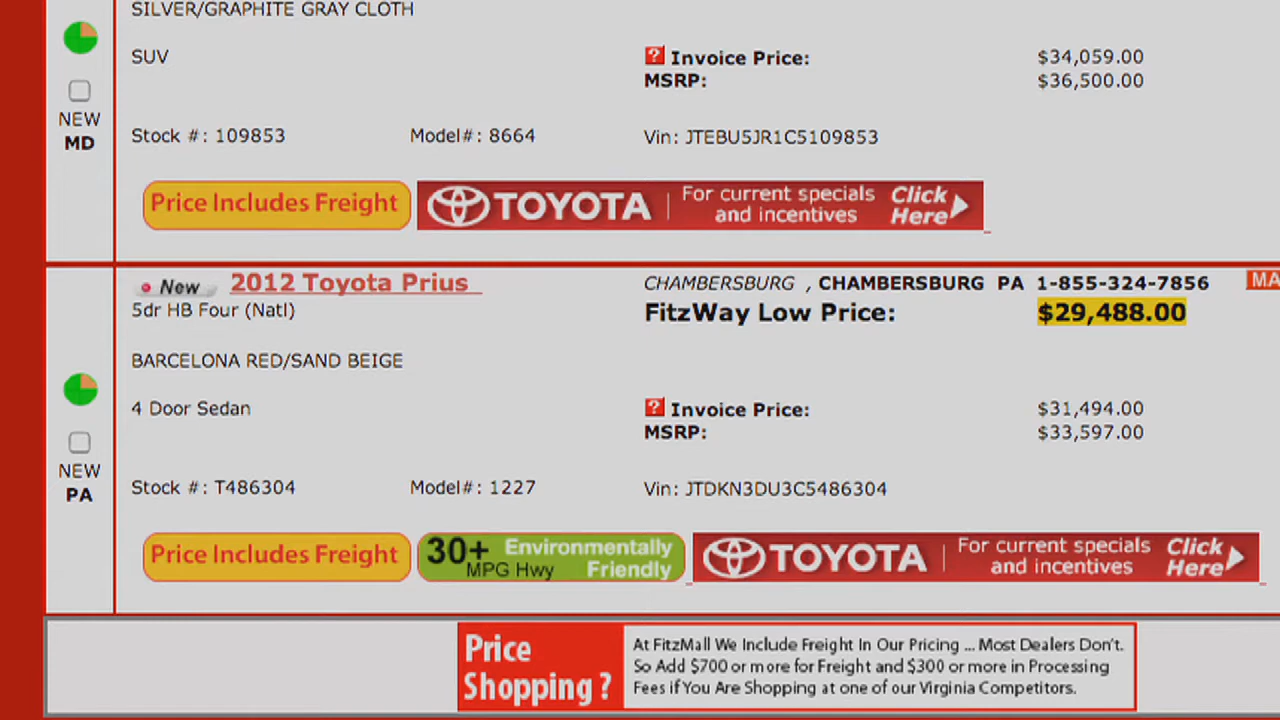 SILVER/GRAPHITE GRAY CLOTH
SUV
? Invoice Price: $34,059.00
MSRP: $36,500.00
NEW
MD
Stock #: 109853 Model#: 8664 Vin: JTEBU5JR1C5109853
Price Includes Freight TOYOTA For current specials and incentives Click Here
New 2012 Toyota Prius CHAMBERSBURG , CHAMBERSBURG PA 1-855-324-7856 MA
5dr HB Four (Natl) FitzWay Low Price: $29,488.00
BARCELONA RED/SAND BEIGE
4 Door Sedan ? Invoice Price: $31,494.00
MSRP: $33,597.00
NEW
PA
Stock #: T486304 Model#: 1227 Vin: JTDKN3DU3C5486304
Price Includes Freight 30+ MPG Hwy Environmentally Friendly TOYOTA For current specials and incentives Click Here
Price Shopping ?
At FitzMall We Include Freight In Our Pricing ... Most Dealers Don't.
So Add $700 or more for Freight and $300 or more in Processing
Fees if You Are Shopping at one of our Virginia Competitors.